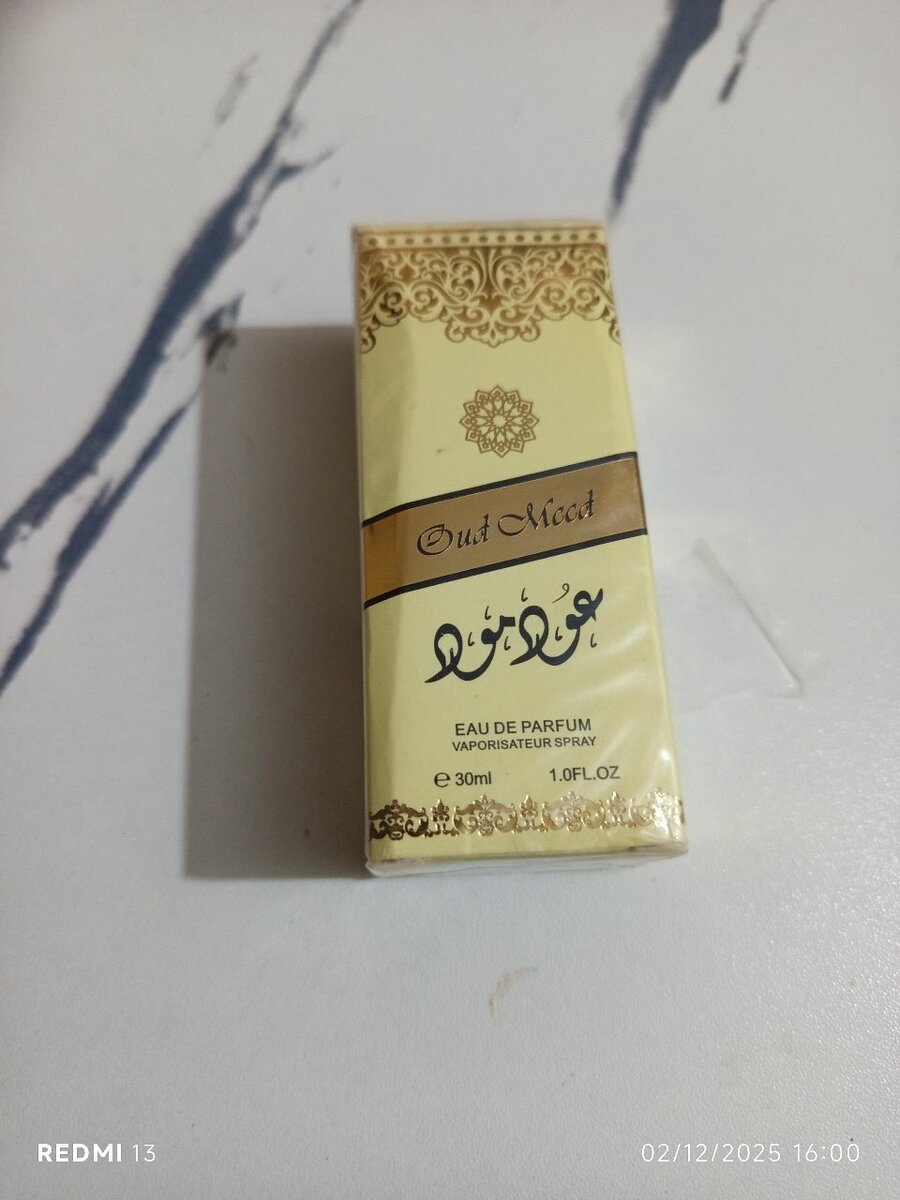 Oud Mood
عُود مود
EAU DE PARFUM
VAPORISATEUR SPRAY
℮ 30ml 1.0FL.OZ
REDMI 13 02/12/2025 16:00